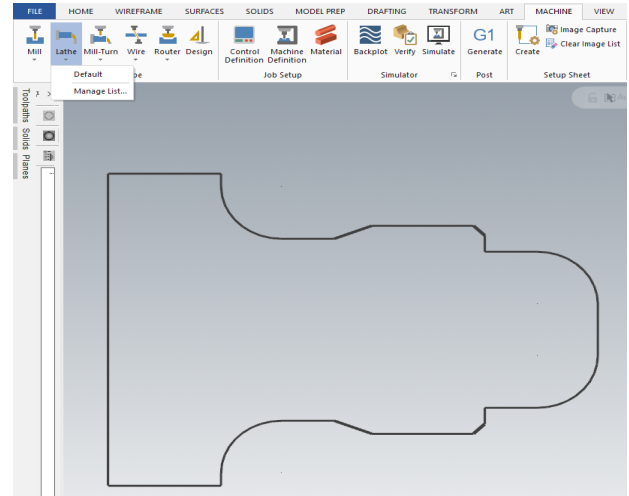 FILE HOME WIREFRAME SURFACES SOLIDS MODEL PREP DRAFTING TRANSFORM ART MACHINE VIEW
Mill Lathe Mill-Turn Wire Router Design
Control Definition Machine Definition Material
Backplot Verify Simulate
G1
Generate
Create
Image Capture
Clear Image List
Job Setup Simulator Post Setup Sheet
Default
Manage List...
Toolpaths Solids Planes